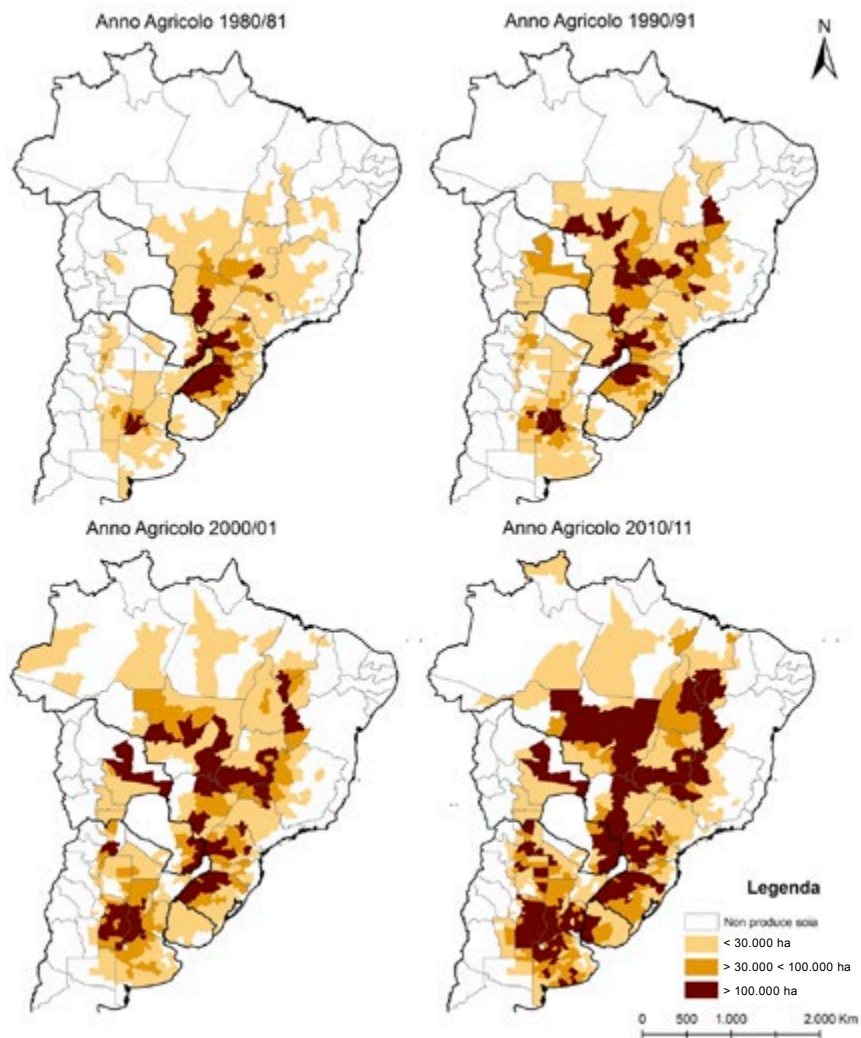 Anno Agricolo 1980/81
Anno Agricolo 1990/91
N
Anno Agricolo 2000/01
Anno Agricolo 2010/11
Legenda
Non produce soia
< 30.000 ha
> 30.000 < 100.000 ha
> 100.000 ha
0 500 1.000 2.000 Km